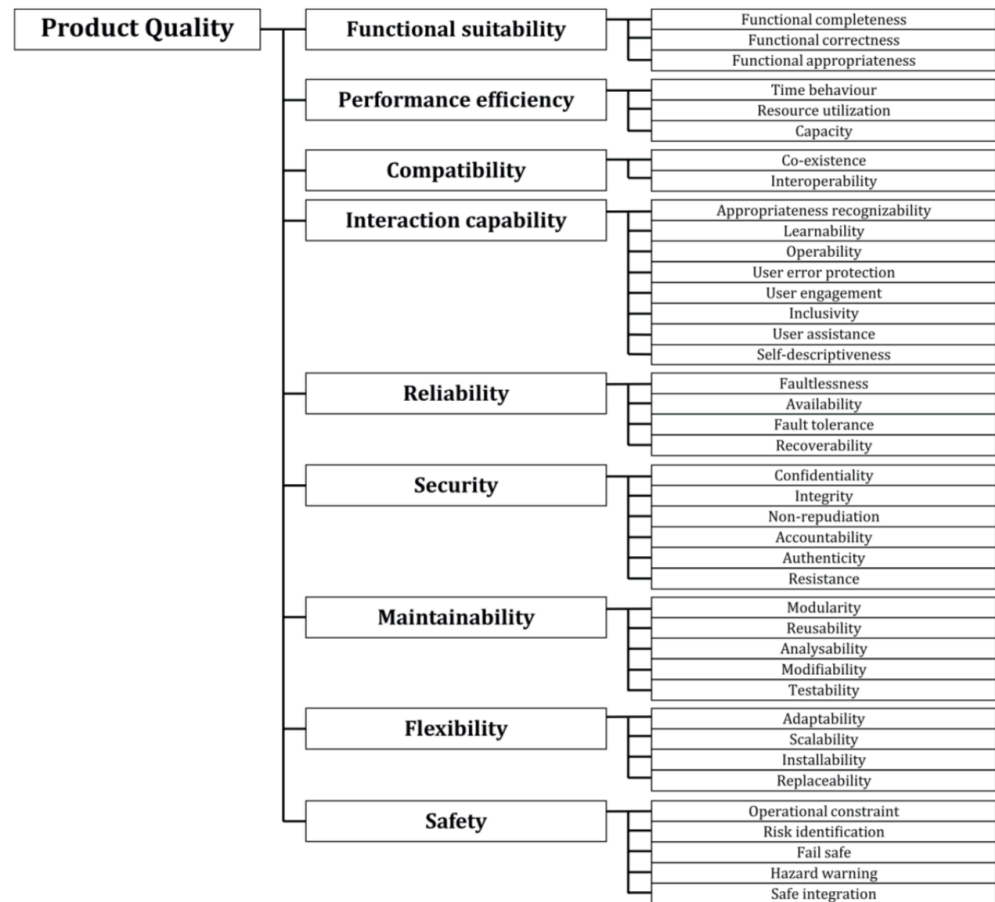 Product Quality
Functional suitability
Functional completeness
Functional correctness
Functional appropriateness
Performance efficiency
Time behaviour
Resource utilization
Capacity
Compatibility
Co-existence
Interoperability
Interaction capability
Appropriateness recognizability
Learnability
Operability
User error protection
User engagement
Inclusivity
User assistance
Self-descriptiveness
Reliability
Faultlessness
Availability
Fault tolerance
Recoverability
Security
Confidentiality
Integrity
Non-repudiation
Accountability
Authenticity
Resistance
Maintainability
Modularity
Reusability
Analysability
Modifiability
Testability
Flexibility
Adaptability
Scalability
Installability
Replaceability
Safety
Operational constraint
Risk identification
Fail safe
Hazard warning
Safe integration